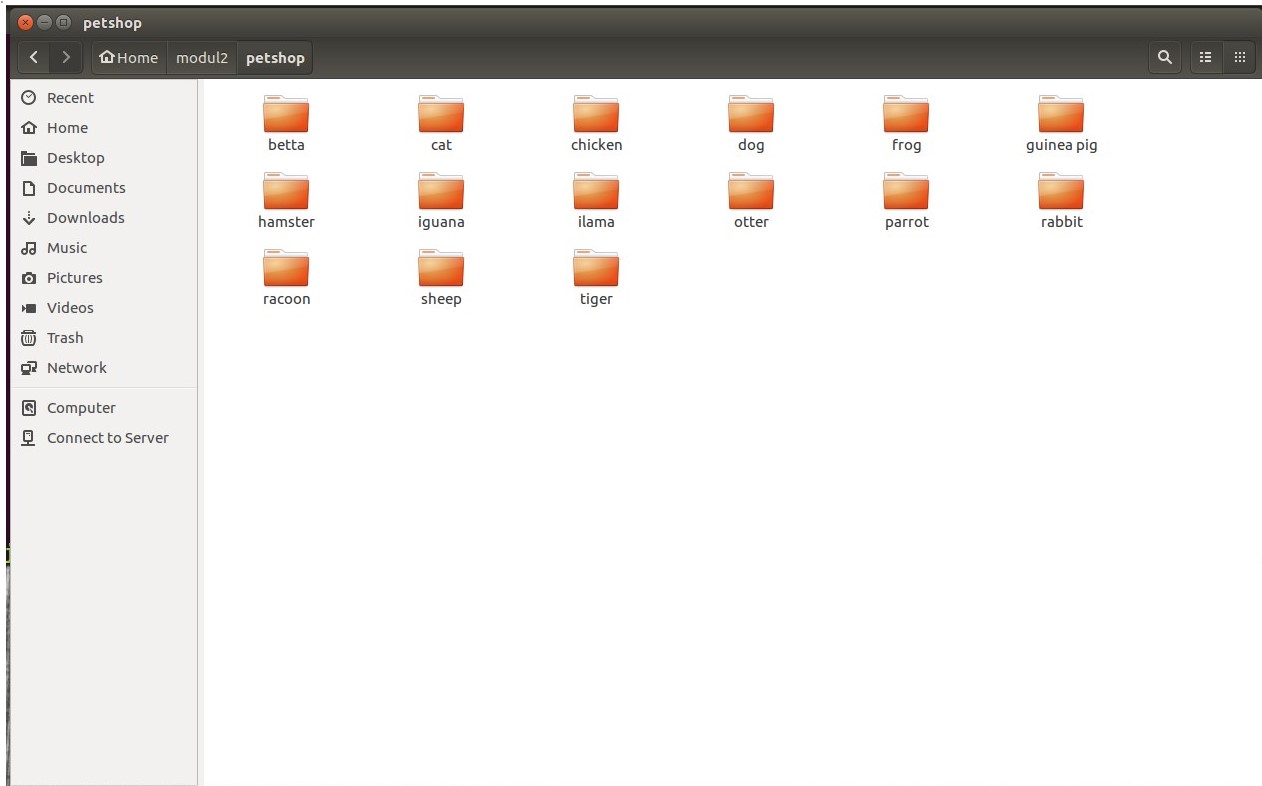 petshop
Home modul2 petshop
Recent
Home
Desktop
Documents
Downloads
Music
Pictures
Videos
Trash
Network
Computer
Connect to Server
betta cat chicken dog frog guinea pig
hamster iguana ilama otter parrot rabbit
racoon sheep tiger